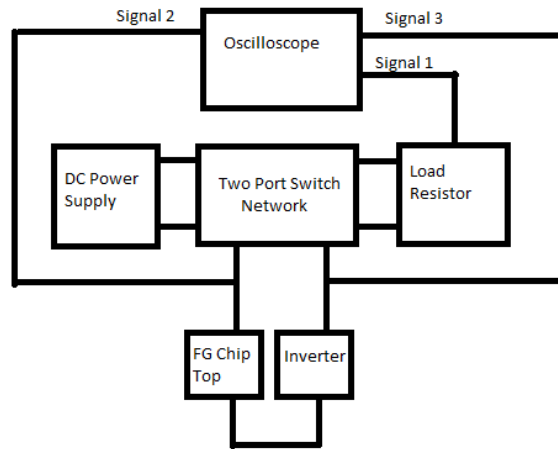 Signal 2
Signal 3
Oscilloscope
Signal 1
DC Power
Supply
Two Port Switch
Network
Load
Resistor
FG Chip
Top
Inverter